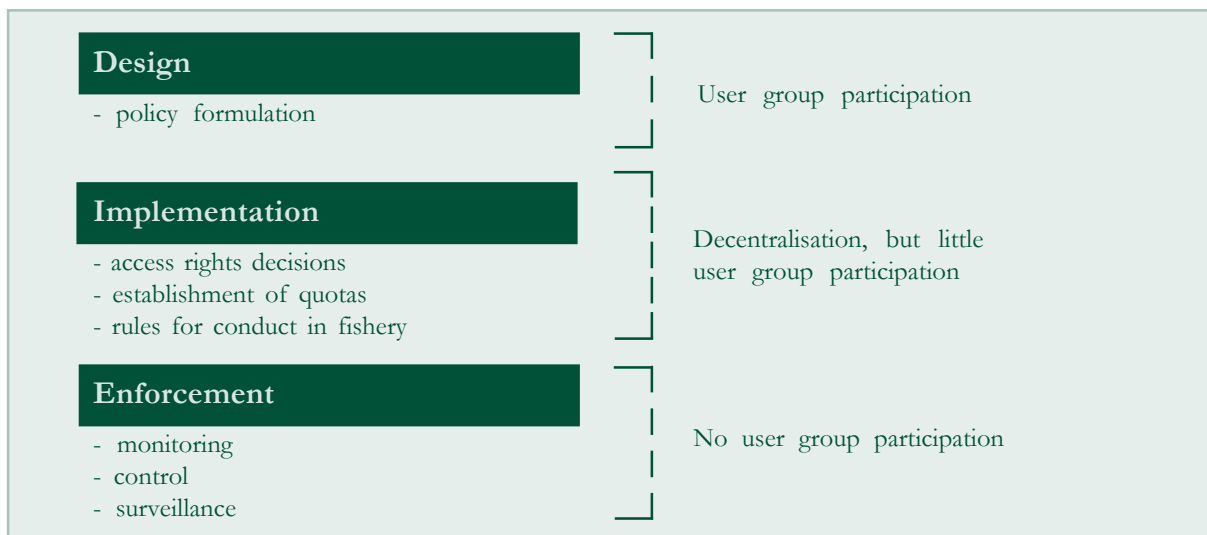 Design
- policy formulation
User group participation
Implementation
- access rights decisions
- establishment of quotas
- rules for conduct in fishery
Decentralisation, but little
user group participation
Enforcement
- monitoring
- control
- surveillance
No user group participation